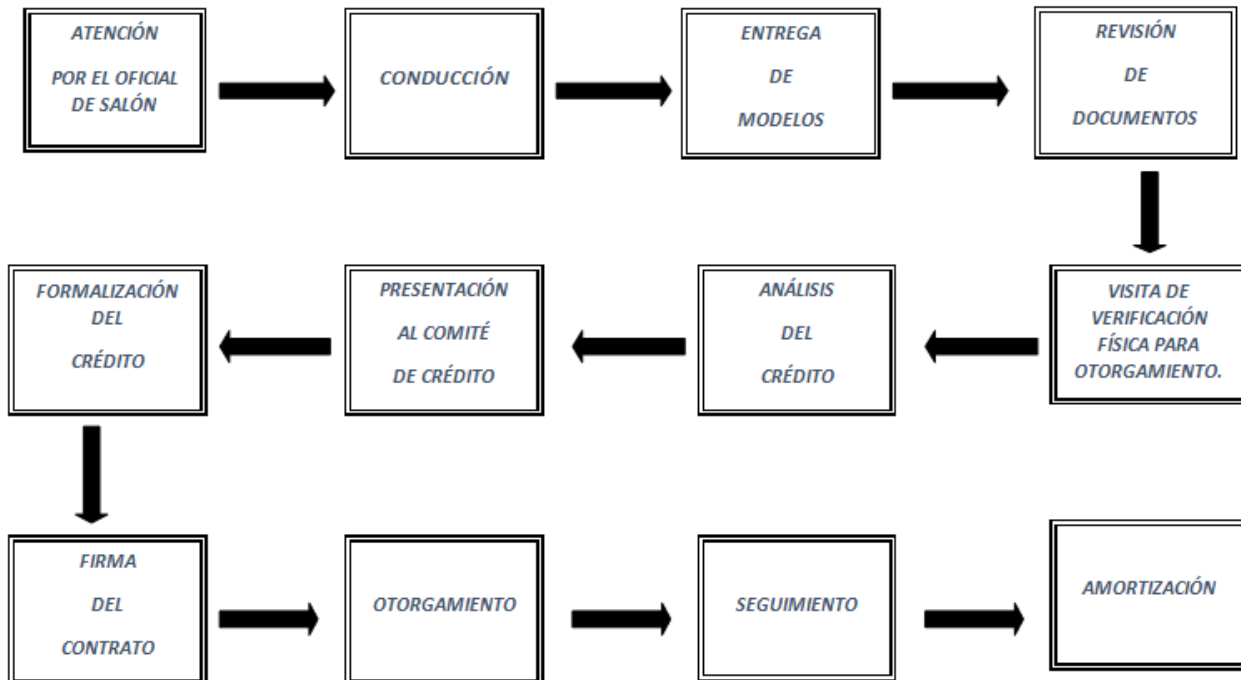 ATENCIÓN
POR EL OFICIAL
DE SALÓN
CONDUCCIÓN
ENTREGA
DE
MODELOS
REVISIÓN
DE
DOCUMENTOS
VISITA DE
VERIFICACIÓN
FÍSICA PARA
OTORGAMIENTO.
ANÁLISIS
DEL
CRÉDITO
PRESENTACIÓN
AL COMITÉ
DE CRÉDITO
FORMALIZACIÓN
DEL
CRÉDITO
FIRMA
DEL
CONTRATO
OTORGAMIENTO
SEGUIMIENTO
AMORTIZACIÓN